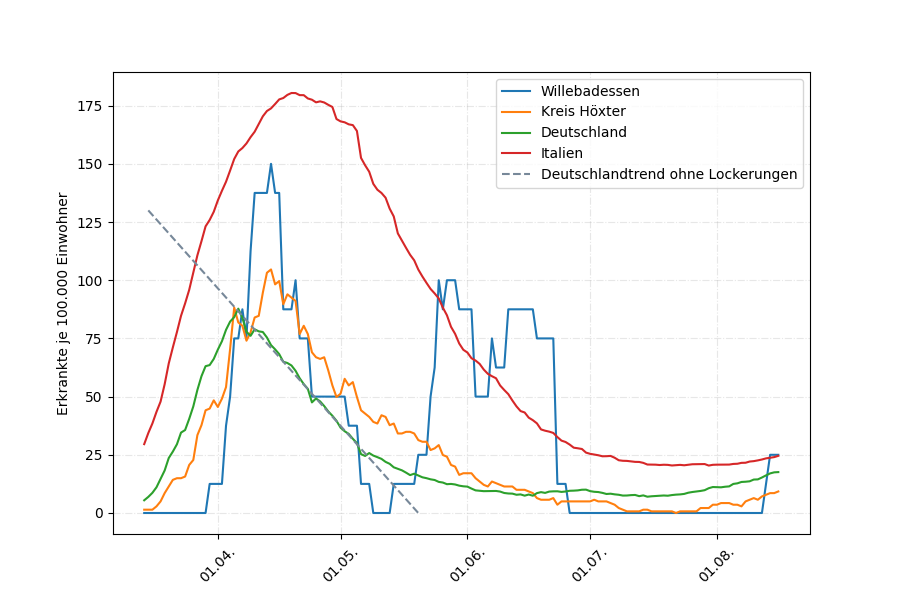 Erkrankte je 100.000 Einwohner
175
150
125
100
75
50
25
0
Willebadessen
Kreis Höxter
Deutschland
Italien
Deutschlandtrend ohne Lockerungen
01.04.
01.05.
01.06.
01.07.
01.08.